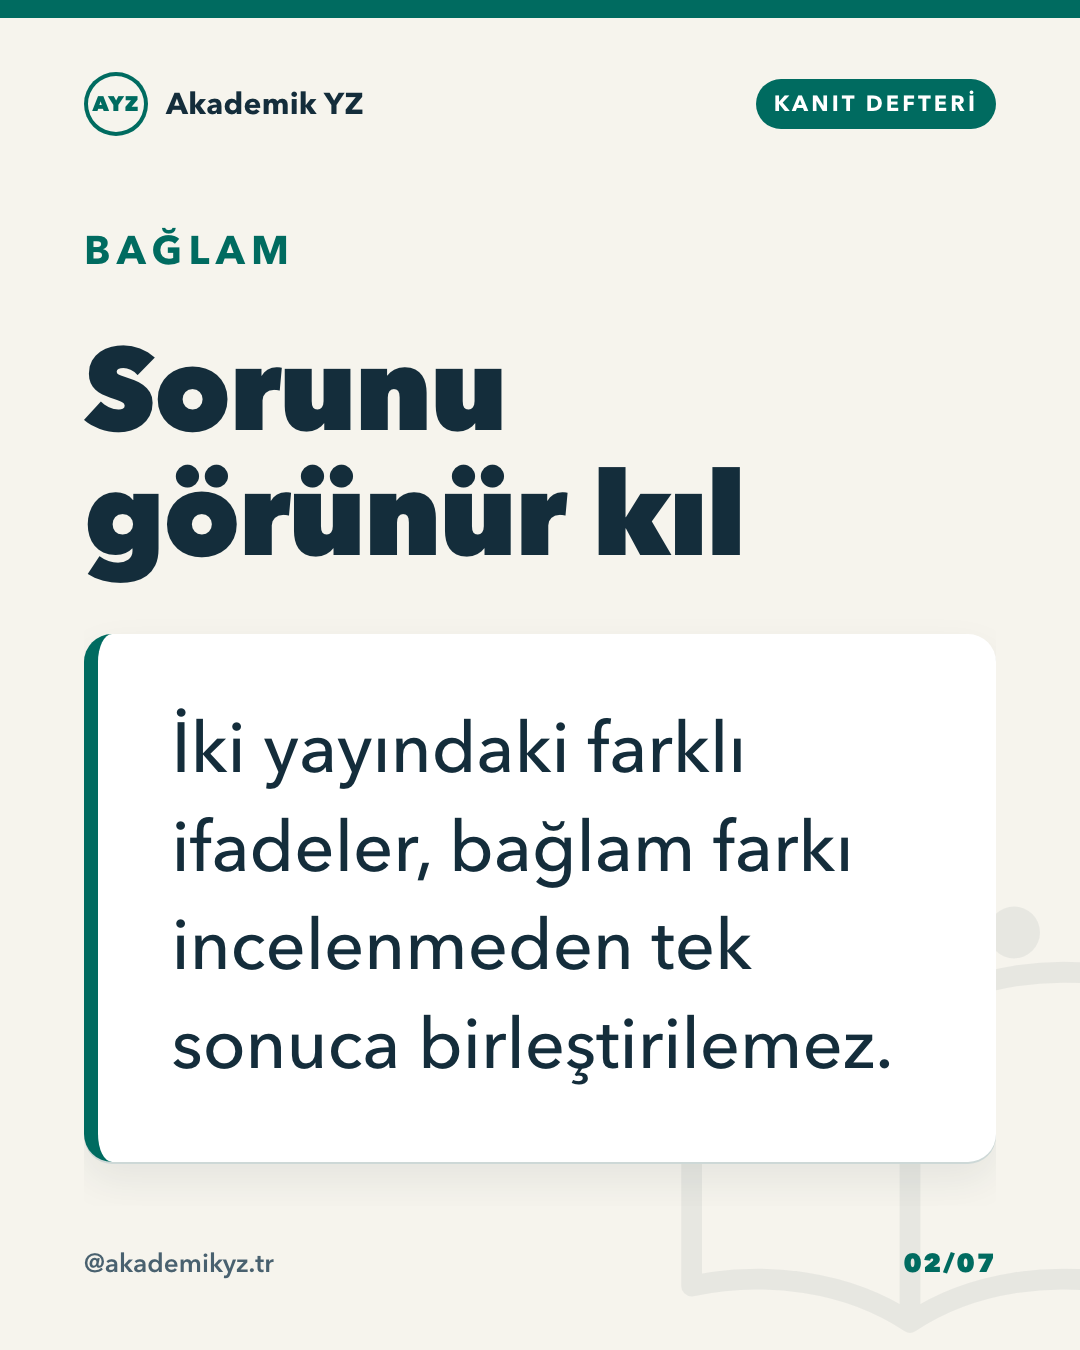 AYZ Akademik YZ
KANIT DEFTERİ
BAĞLAM
Sorunu
görünür kıl
İki yayındaki farklı
ifadeler, bağlam farkı
incelenmeden tek
sonuca birleştirilemez.
@akademikyz.tr
02/07